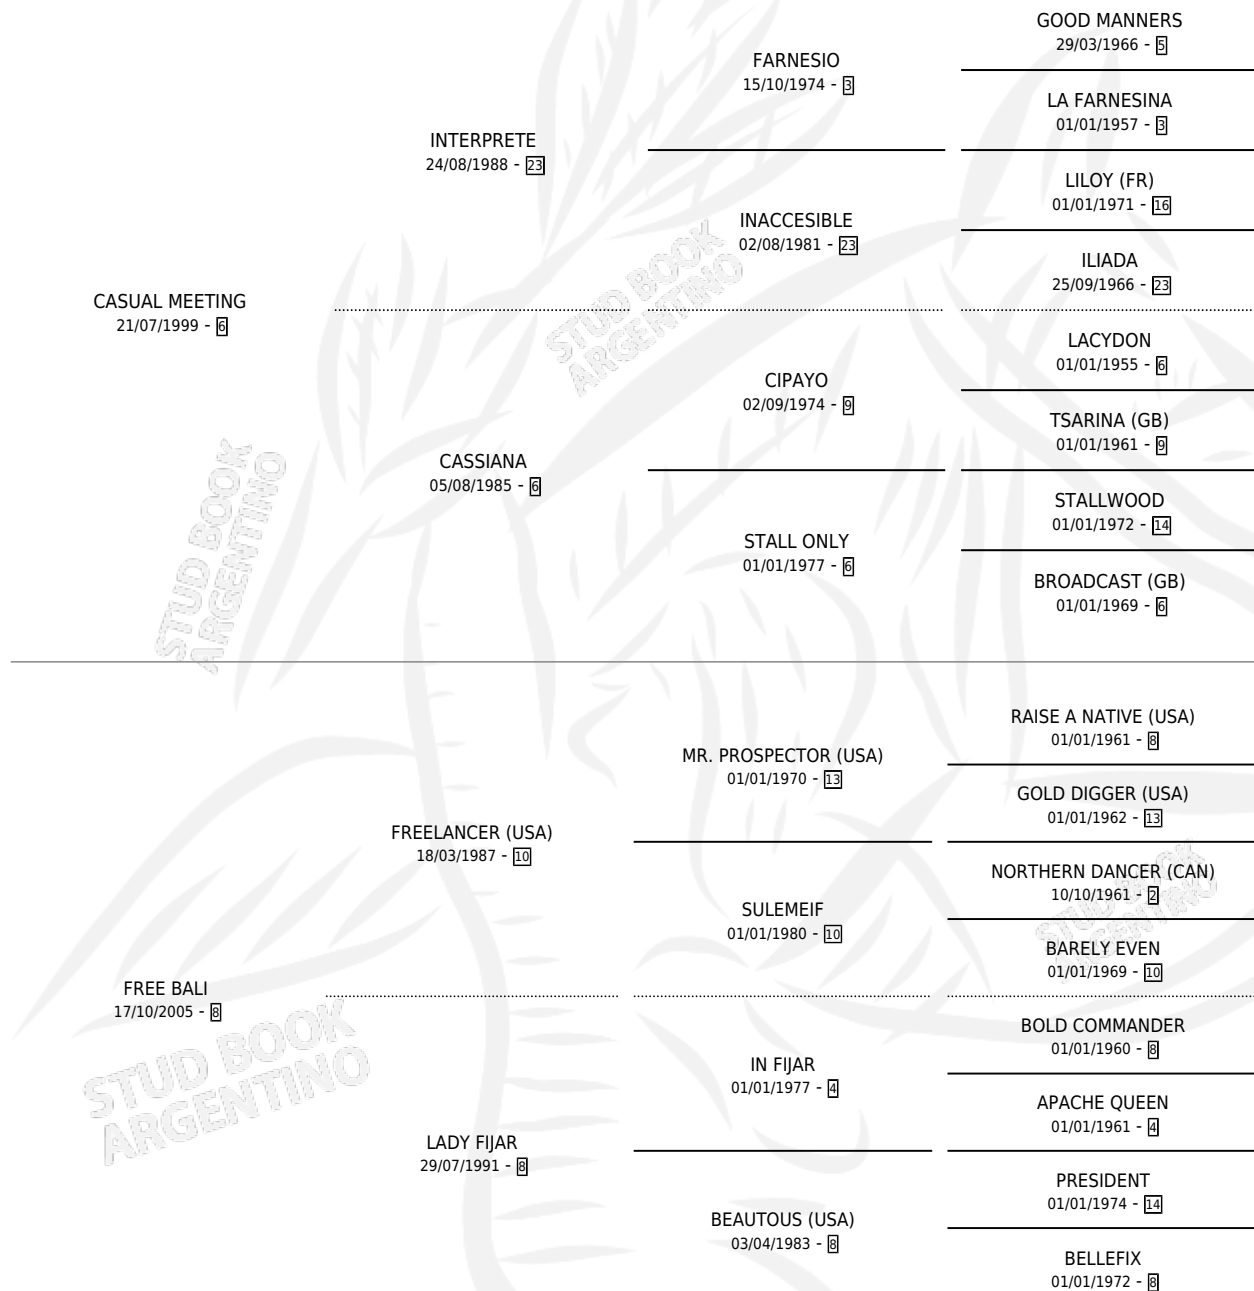 GOOD MANNERS
29/03/1966 - 5
FARNESIO
15/10/1974 - 3
LA FARNESINA
01/01/1957 - 3
INTERPRETE
24/08/1988 - 23
LILOY (FR)
01/01/1971 - 16
INACCESIBLE
02/08/1981 - 23
ILIADA
25/09/1966 - 23
CASUAL MEETING
21/07/1999 - 6
LACYDON
01/01/1955 - 6
CIPAYO
02/09/1974 - 9
TSARINA (GB)
01/01/1961 - 9
CASSIANA
05/08/1985 - 6
STALLWOOD
01/01/1972 - 14
STALL ONLY
01/01/1977 - 6
BROADCAST (GB)
01/01/1969 - 6
RAISE A NATIVE (USA)
01/01/1961 - 8
MR. PROSPECTOR (USA)
01/01/1970 - 13
GOLD DIGGER (USA)
01/01/1962 - 13
FREELANCER (USA)
18/03/1987 - 10
NORTHERN DANCER (CAN)
10/10/1961 - 2
SULEMEIF
01/01/1980 - 10
BARELY EVEN
01/01/1969 - 10
FREE BALI
17/10/2005 - 8
BOLD COMMANDER
01/01/1960 - 8
IN FIJAR
01/01/1977 - 4
APACHE QUEEN
01/01/1961 - 4
LADY FIJAR
29/07/1991 - 8
PRESIDENT
01/01/1974 - 14
BEAUTOUS (USA)
03/04/1983 - 8
BELLEFIX
01/01/1972 - 8
STUD BOOK
ARGENTINO
STUD BOOK
ARGENTINO
STUD BOOK
ARGENTINO
STUD BOOK
ARGENTINO